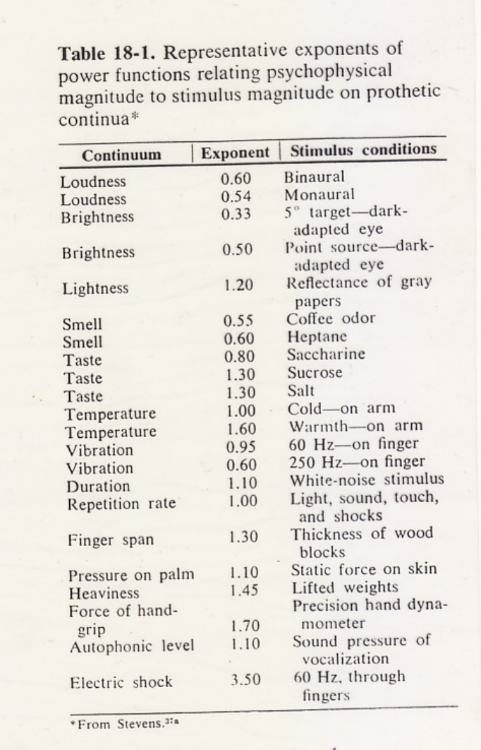 Table 18-1. Representative exponents of
power functions relating psychophysical
magnitude to stimulus magnitude on prothetic
continua*
Continuum | Exponent | Stimulus conditions
Loudness 0.60 Binaural
Loudness 0.54 Monaural
Brightness 0.33 5° target—dark-
adapted eye
Brightness 0.50 Point source—dark-
adapted eye
Lightness 1.20 Reflectance of gray
papers
Smell 0.55 Coffee odor
Smell 0.60 Heptane
Taste 0.80 Saccharine
Taste 1.30 Sucrose
Taste 1.30 Salt
Temperature 1.00 Cold—on arm
Temperature 1.60 Warmth—on arm
Vibration 0.95 60 Hz—on finger
Vibration 0.60 250 Hz—on finger
Duration 1.10 White-noise stimulus
Repetition rate 1.00 Light, sound, touch,
and shocks
Finger span 1.30 Thickness of wood
blocks
Pressure on palm 1.10 Static force on skin
Heaviness 1.45 Lifted weights
Force of hand- Precision hand dyna-
grip 1.70 mometer
Autophonic level 1.10 Sound pressure of
vocalization
Electric shock 3.50 60 Hz, through
fingers
*From Stevens.